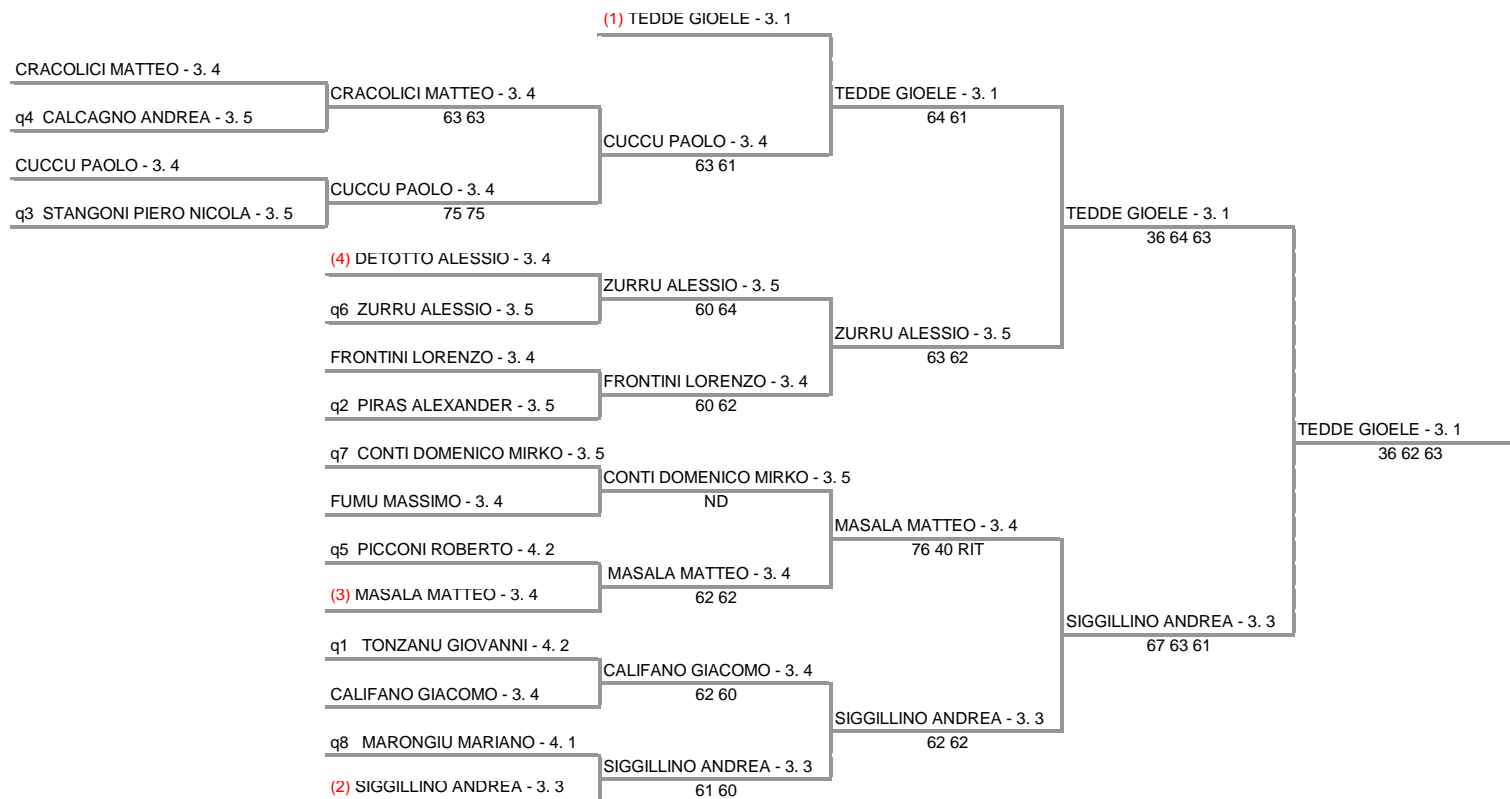 (1) TEDDE GIOELE - 3. 1
CRACOLICI MATTEO - 3. 4
CRACOLICI MATTEO - 3. 4
TEDDE GIOELE - 3. 1
q4 CALCAGNO ANDREA - 3. 5
63 63
64 61
CUCCU PAOLO - 3. 4
CUCCU PAOLO - 3. 4
63 61
CUCCU PAOLO - 3. 4
q3 STANGONI PIERO NICOLA - 3. 5
75 75
TEDDE GIOELE - 3. 1
36 64 63
(4) DETOTTO ALESSIO - 3. 4
ZURRU ALESSIO - 3. 5
q6 ZURRU ALESSIO - 3. 5
60 64
ZURRU ALESSIO - 3. 5
FRONTINI LORENZO - 3. 4
63 62
FRONTINI LORENZO - 3. 4
q2 PIRAS ALEXANDER - 3. 5
60 62
TEDDE GIOELE - 3. 1
36 62 63
q7 CONTI DOMENICO MIRKO - 3. 5
CONTI DOMENICO MIRKO - 3. 5
FUMU MASSIMO - 3. 4
ND
MASALA MATTEO - 3. 4
q5 PICCONI ROBERTO - 4. 2
76 40 RIT
MASALA MATTEO - 3. 4
(3) MASALA MATTEO - 3. 4
62 62
SIGGILLINO ANDREA - 3. 3
67 63 61
q1 TONZANU GIOVANNI - 4. 2
CALIFANO GIACOMO - 3. 4
CALIFANO GIACOMO - 3. 4
62 60
SIGGILLINO ANDREA - 3. 3
q8 MARONGIU MARIANO - 4. 1
62 62
SIGGILLINO ANDREA - 3. 3
(2) SIGGILLINO ANDREA - 3. 3
61 60